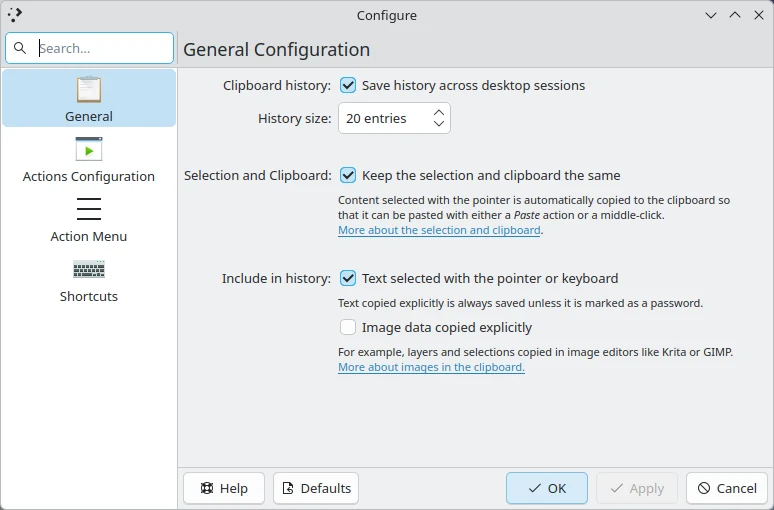 Configure
Search...
General Configuration
General
Actions Configuration
Action Menu
Shortcuts
Clipboard history: Save history across desktop sessions
History size: 20 entries
Selection and Clipboard: Keep the selection and clipboard the same
Content selected with the pointer is automatically copied to the clipboard so
that it can be pasted with either a Paste action or a middle-click.
More about the selection and clipboard.
Include in history: Text selected with the pointer or keyboard
Text copied explicitly is always saved unless it is marked as a password.
Image data copied explicitly
For example, layers and selections copied in image editors like Krita or GIMP.
More about images in the clipboard.
Help Defaults OK Apply Cancel